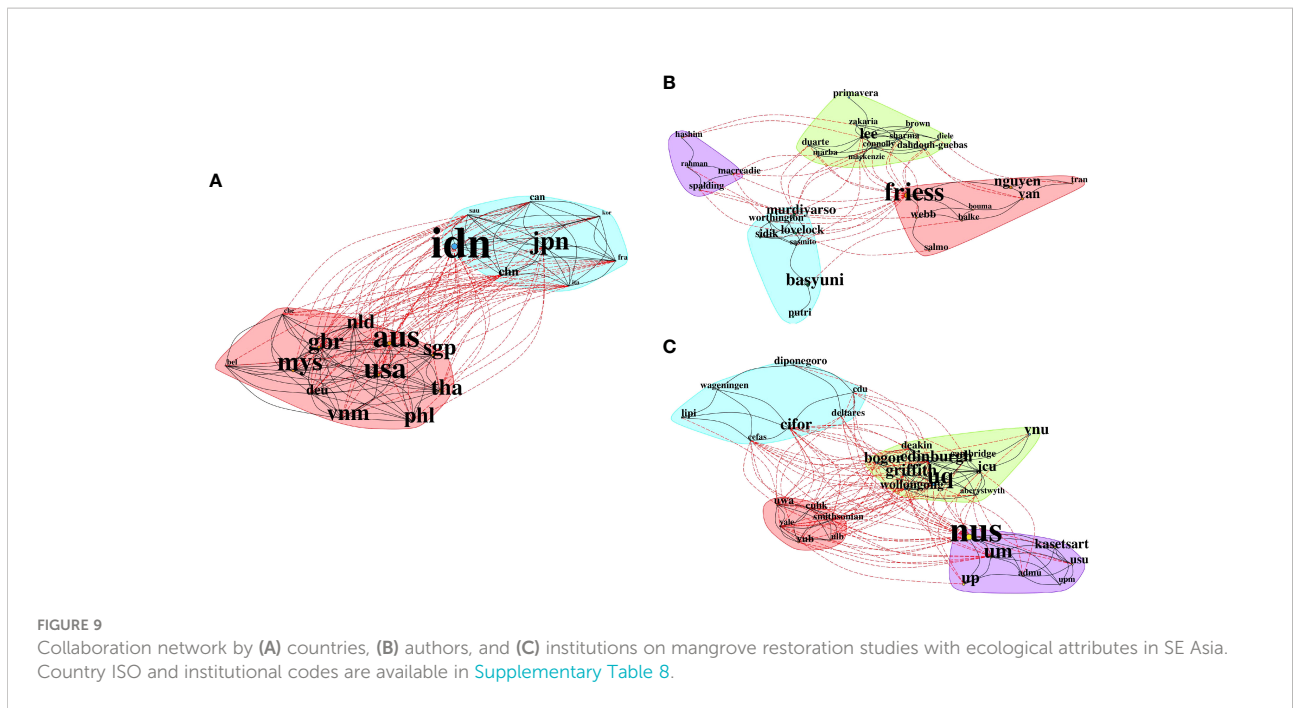 A
sau
can
kor
idn
jpn
chn
fra
ita
che
nld
gbr
aus
sgp
bel
mys
usa
deu
tha
vnm
phl
B
primavera
hashim
zakaria
brown
lee
sharma
diele
duarte
connolly
dahdouh-guebas
marba
mackenzie
rahman
macreadie
spalding
friess
nguyen
tran
van
bouma
webb
balke
salmo
murdiyarso
worthington
lovelock
sidik
sasmito
basyuni
putri
C
diponegoro
wageningen
cdu
lipi
deltares
cifor
cefas
deakin
vnu
bogor
edinburgh
cambridge
griffith
uq
jcu
wollongong
aberystwyth
uwa
cuhk
yale
smithsonian
vub
ulb
nus
um
kasetsart
usu
up
admu
upm
FIGURE 9
Collaboration network by (A) countries, (B) authors, and (C) institutions on mangrove restoration studies with ecological attributes in SE Asia.
Country ISO and institutional codes are available in Supplementary Table 8.